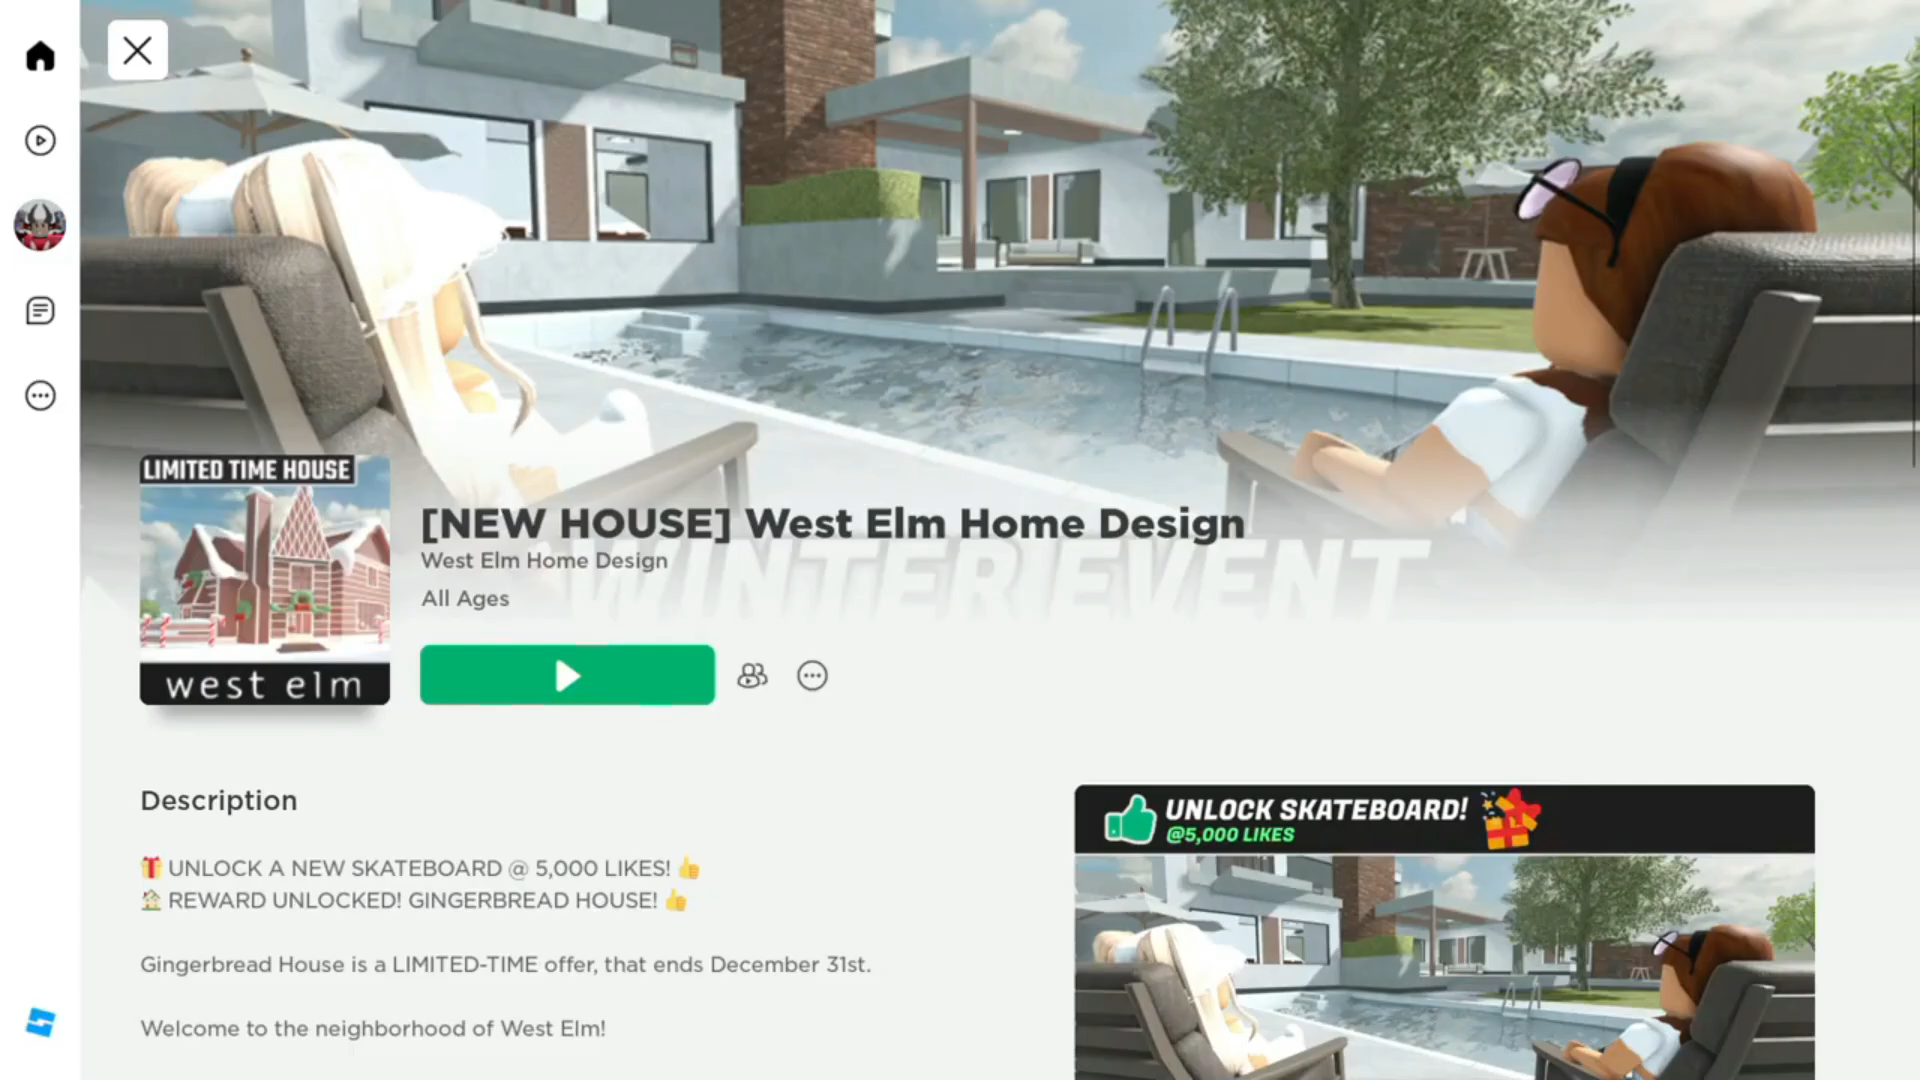 LIMITED TIME HOUSE
west elm
[NEW HOUSE] West Elm Home Design
West Elm Home Design
WINTER EVENT
All Ages
Description
🎁 UNLOCK A NEW SKATEBOARD @ 5,000 LIKES! 👍
🏠 REWARD UNLOCKED! GINGERBREAD HOUSE! 👍
Gingerbread House is a LIMITED-TIME offer, that ends December 31st.
Welcome to the neighborhood of West Elm!
UNLOCK SKATEBOARD!
@5,000 LIKES